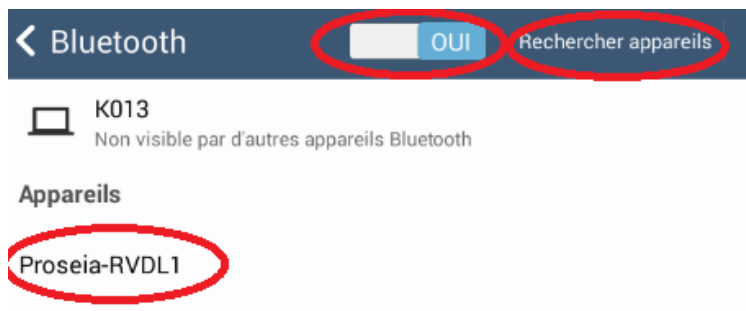 Bluetooth OUI Rechercher appareils
K013
Non visible par d'autres appareils Bluetooth
Appareils
Proseia-RVDL1